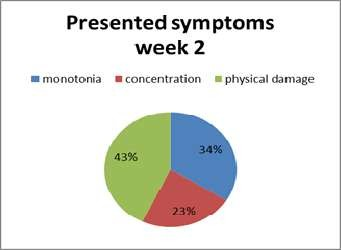 Presented symptoms
week 2
monotonia concentration physical damage
43%
34%
23%